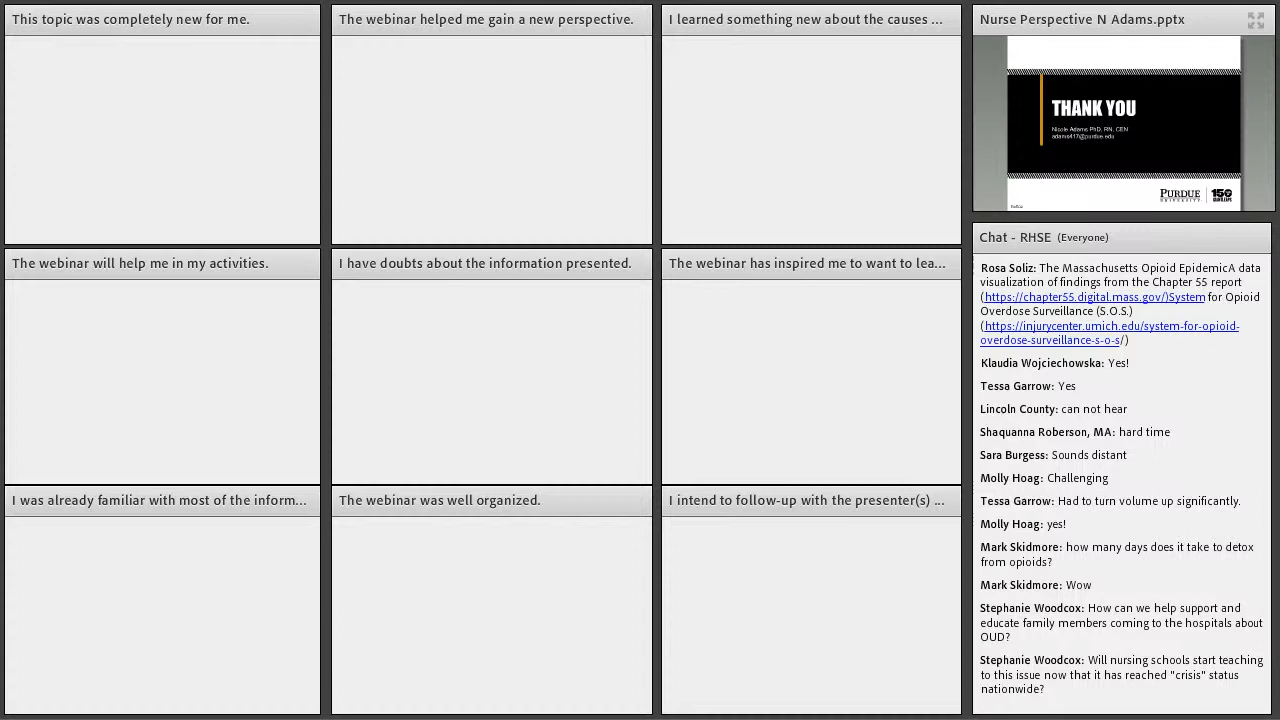 This topic was completely new for me.
The webinar helped me gain a new perspective.
I learned something new about the causes ...
The webinar will help me in my activities.
I have doubts about the information presented.
The webinar has inspired me to want to lea...
I was already familiar with most of the inform...
The webinar was well organized.
I intend to follow-up with the presenter(s) ...
Nurse Perspective N Adams.pptx
THANK YOU
Nicole Adams PhD, RN, CEN
adams417@purdue.edu
PURDUE
UNIVERSITY
150
Chat - RHSE (Everyone)
Rosa Soliz: The Massachusetts Opioid EpidemicA data
visualization of findings from the Chapter 55 report
(https://chapter55.digital.mass.gov/)System for Opioid
Overdose Surveillance (S.O.S.)
(https://injurycenter.umich.edu/system-for-opioid-
overdose-surveillance-s-o-s/)
Klaudia Wojciechowska: Yes!
Tessa Garrow: Yes
Lincoln County: can not hear
Shaquanna Roberson, MA: hard time
Sara Burgess: Sounds distant
Molly Hoag: Challenging
Tessa Garrow: Had to turn volume up significantly.
Molly Hoag: yes!
Mark Skidmore: how many days does it take to detox
from opioids?
Mark Skidmore: Wow
Stephanie Woodcox: How can we help support and
educate family members coming to the hospitals about
OUD?
Stephanie Woodcox: Will nursing schools start teaching
to this issue now that it has reached "crisis" status
nationwide?